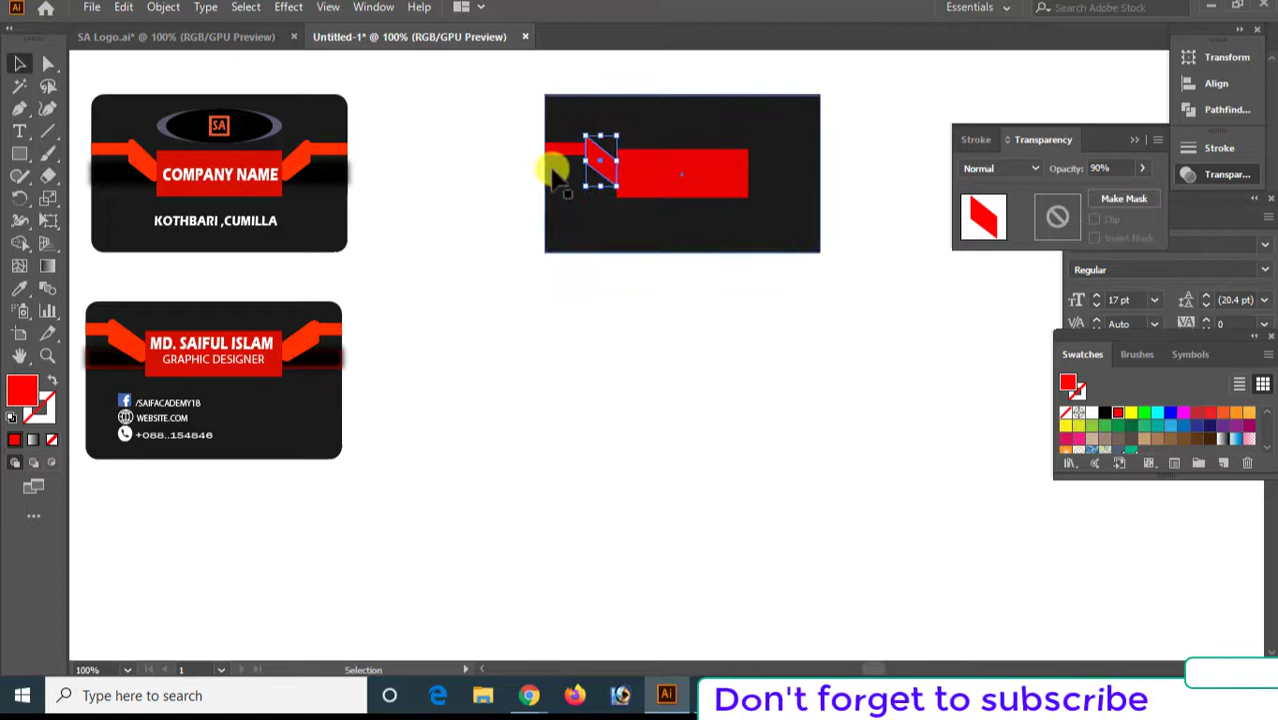 Ai
File Edit Object Type Select Effect View Window Help
Essentials
Search Adobe Stock
SA Logo.ai* @ 100% (RGB/GPU Preview) ×
Untitled-1* @ 100% (RGB/GPU Preview) ×
Transform
Align
Pathfind...
Stroke
Transpar...
SA
COMPANY NAME
KOTHBARI ,CUMILLA
MD. SAIFUL ISLAM
GRAPHIC DESIGNER
/SAIFACADEMY18
WEBSITE.COM
+088..154846
Stroke Transparency
Normal Opacity: 90%
Make Mask
Clip
Invert Mask
Regular
17 pt (20.4 pt)
Auto 0
Swatches Brushes Symbols
100% 1 Selection
Type here to search
Ai
Don't forget to subscribe